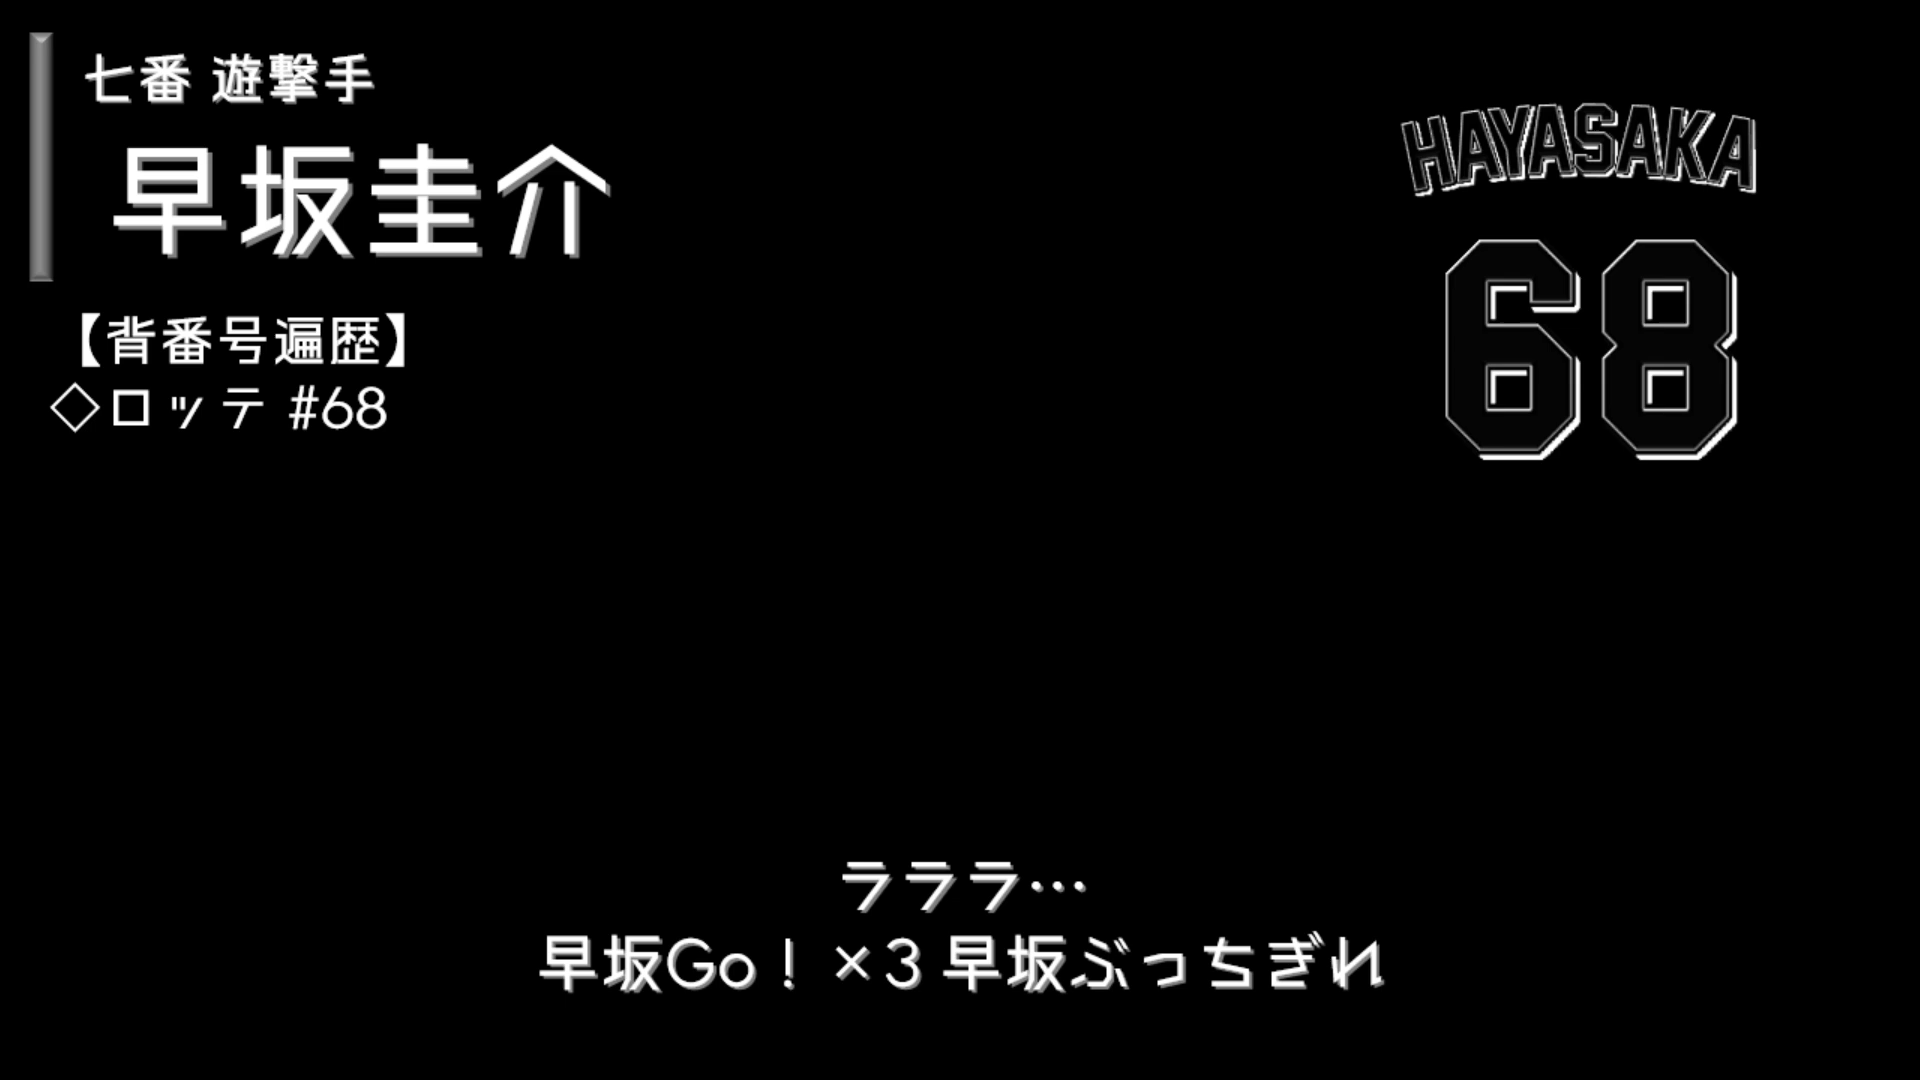 七番 遊撃手
早坂圭介
【背番号遍歴】
◇ロッテ #68
HAYASAKA
68
ラララ…
早坂Go！×3 早坂ぶっちぎれ